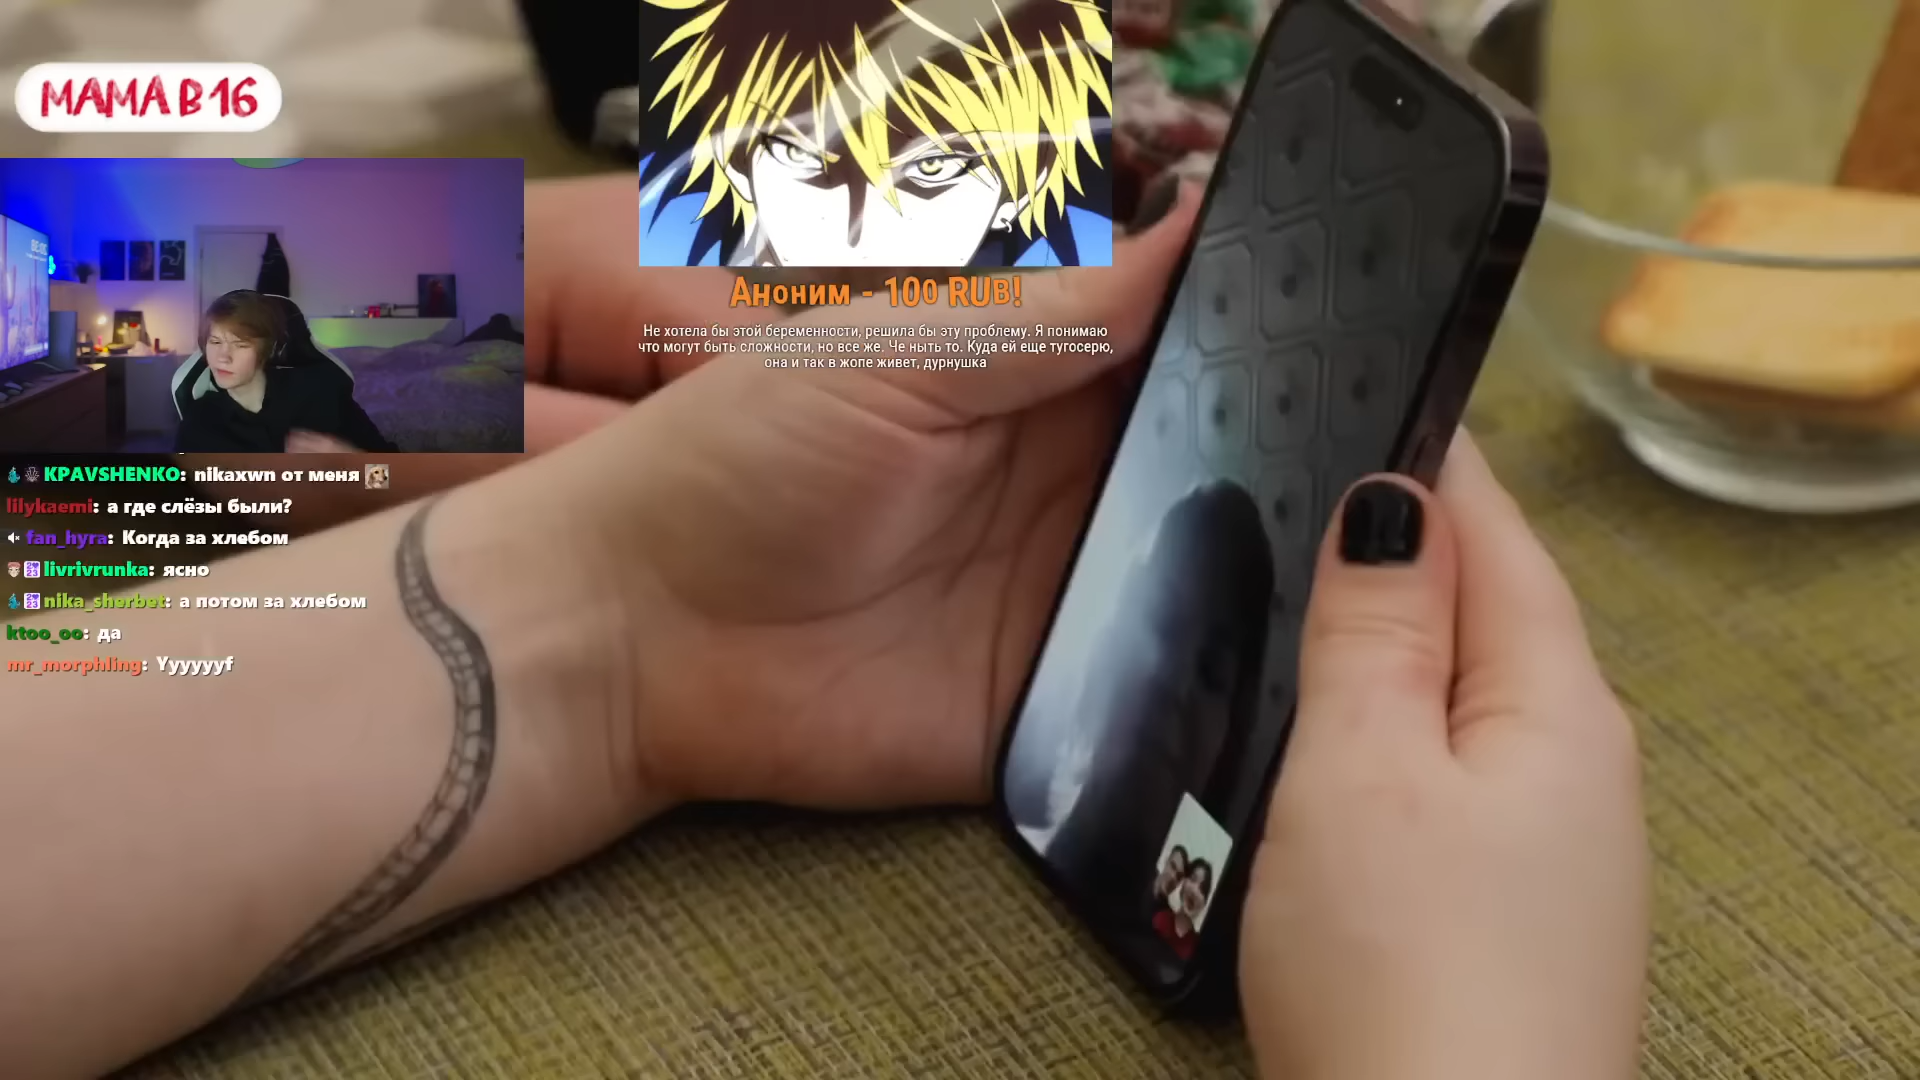 МАМА В 16
Аноним - 100 RUB!
Не хотела бы этой беременности, решила бы эту проблему. Я понимаю
что могут быть сложности, но все же. Че ныть то. Куда ей еще тугосерю,
она и так в жопе живет, дурнушка
KPAVSHENKO: nikaxwn от меня
lilykaemi: а где слёзы были?
fan_hyra: Когда за хлебом
livrivrunka: ясно
nika_sherbet: а потом за хлебом
ktoo_oo: да
mr_morphling: Yyyyyyf